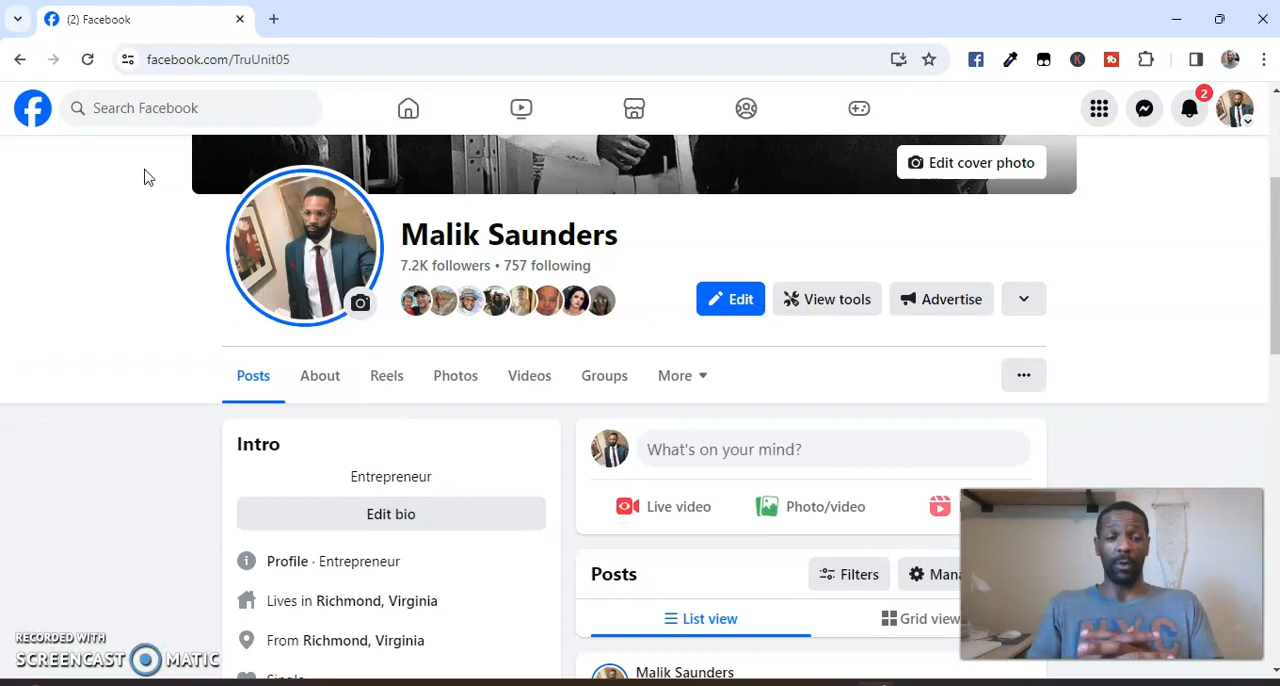 (2) Facebook
facebook.com/TruUnit05
Search Facebook
2
Edit cover photo
Malik Saunders
7.2K followers • 757 following
Edit
View tools
Advertise
Posts
About
Reels
Photos
Videos
Groups
More
Intro
Entrepreneur
Edit bio
Profile · Entrepreneur
Lives in Richmond, Virginia
From Richmond, Virginia
Single
What's on your mind?
Live video
Photo/video
Posts
Filters
Mana
List view
Grid view
Malik Saunders
NYC
RECORDED WITH
SCREENCAST MATIC